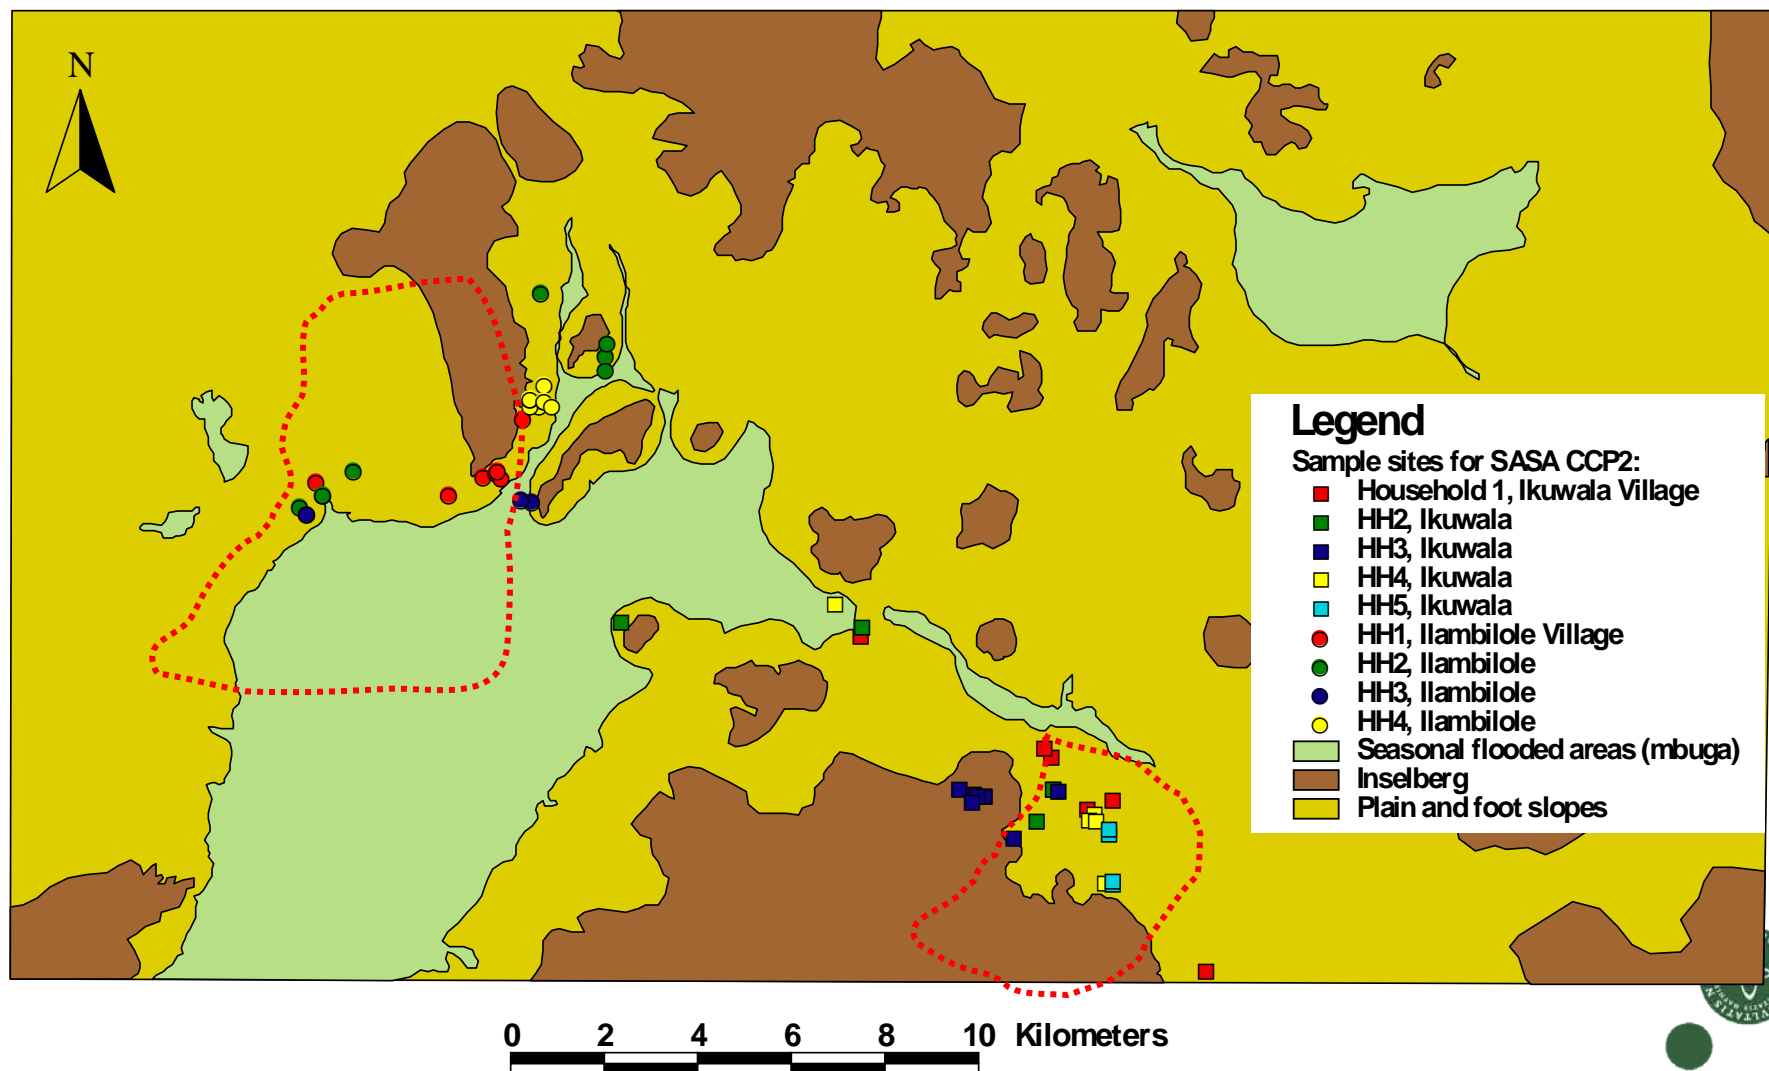 N
Legend
Sample sites for SASA CCP2:
Household 1, Ikuwala Village
HH2, Ikuwala
HH3, Ikuwala
HH4, Ikuwala
HH5, Ikuwala
HH1, Ilambilole Village
HH2, Ilambilole
HH3, Ilambilole
HH4, Ilambilole
Seasonal flooded areas (mbuga)
Inselberg
Plain and foot slopes
0 2 4 6 8 10 Kilometers